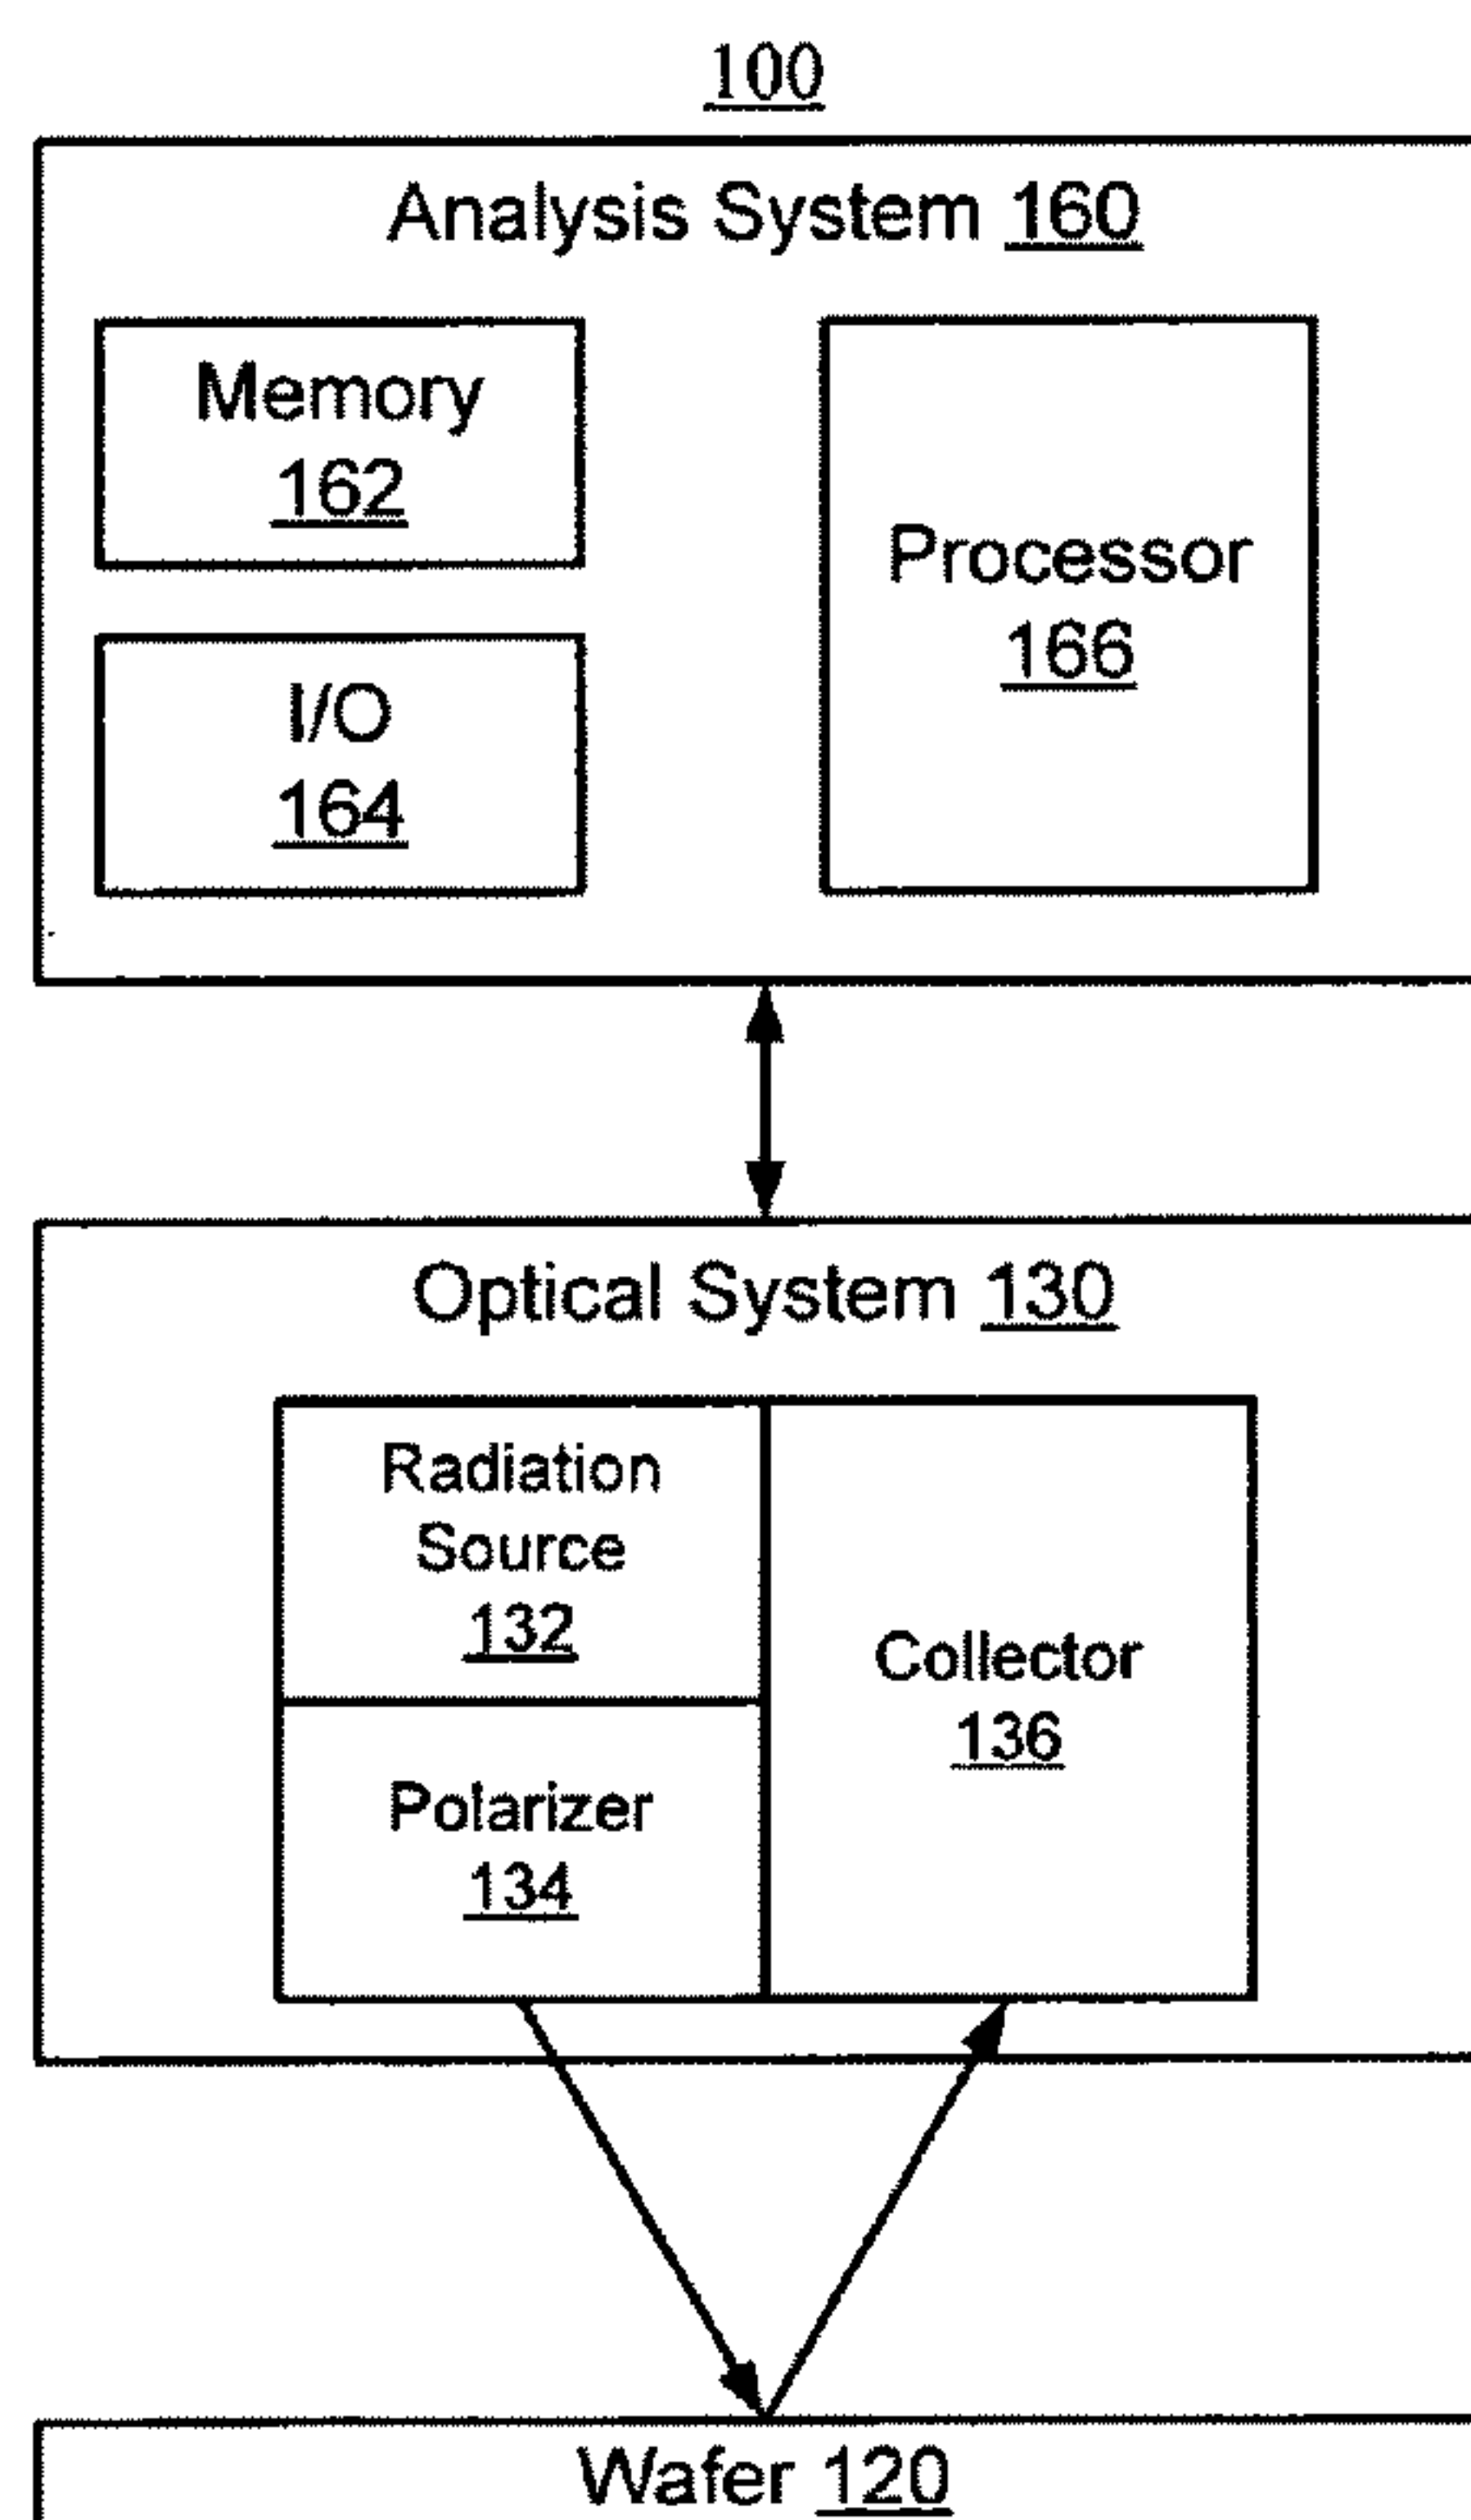 100
Analysis System 160
Memory
162
Processor
166
I/O
164
Optical System 130
Radiation
Source
132
Collector
136
Polarizer
134
Wafer 120